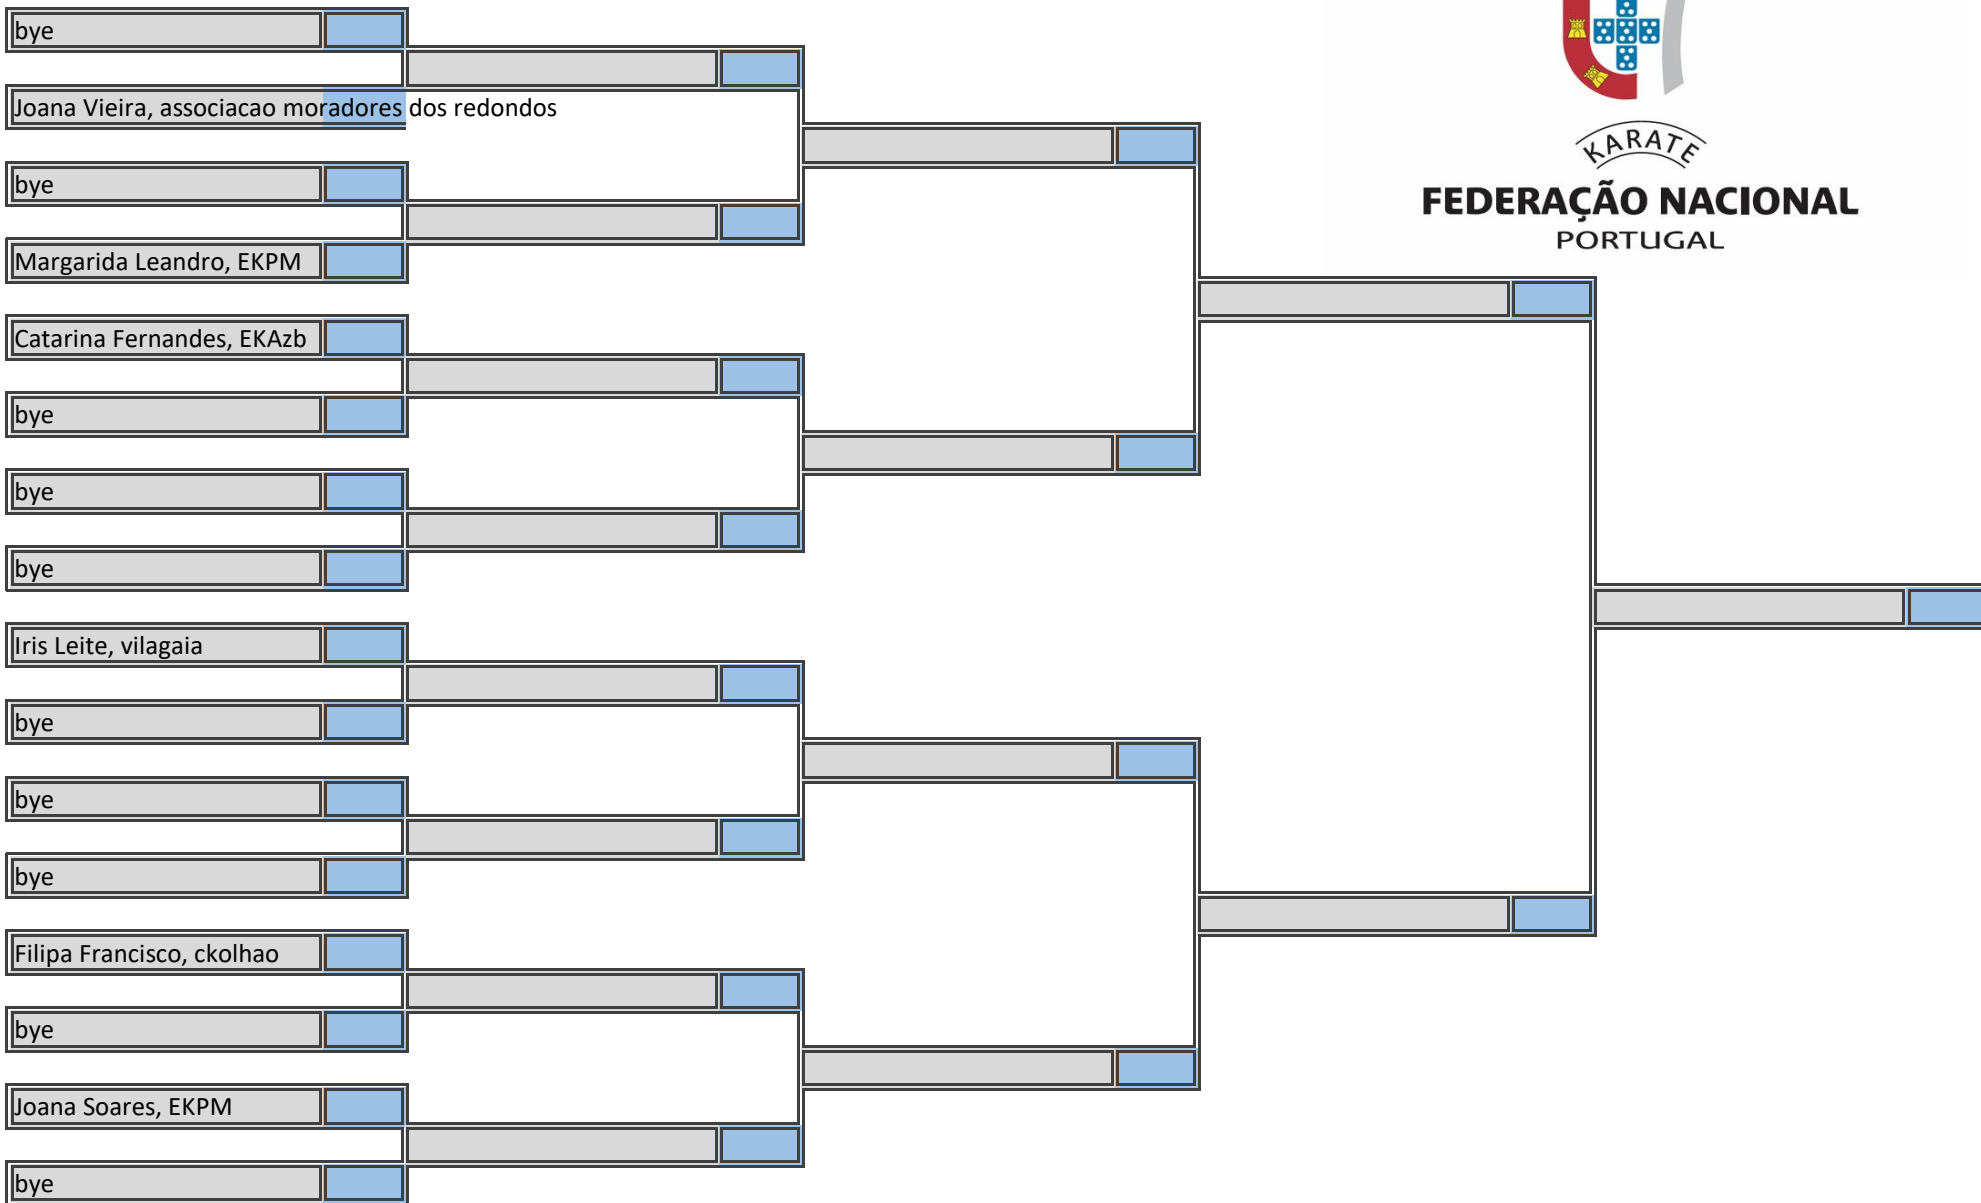 bye
Joana Vieira, associacao moradores dos redondos
bye
Margarida Leandro, EKPM
Catarina Fernandes, EKAzb
bye
bye
bye
Iris Leite, vilagaia
bye
bye
bye
Filipa Francisco, ckolhao
bye
Joana Soares, EKPM
bye
KARATE
FEDERAÇÃO NACIONAL
PORTUGAL